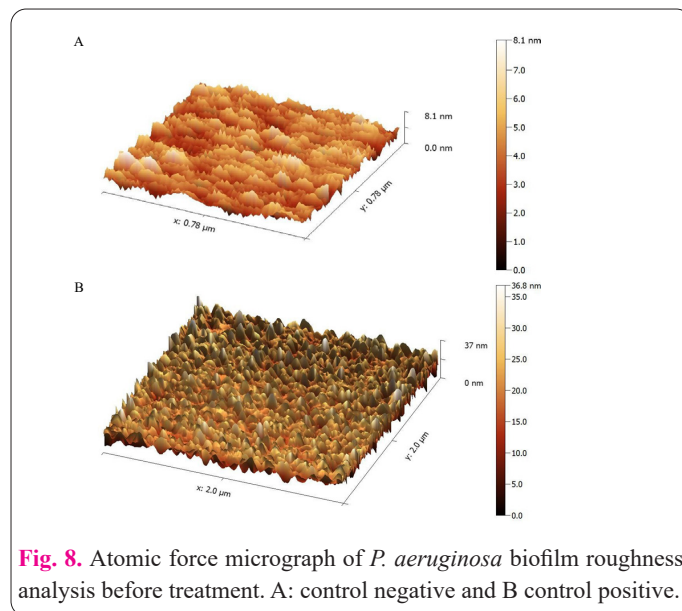 A
8.1 nm
7.0
6.0
5.0
4.0
3.0
2.0
1.0
0.0
8.1 nm
0.0 nm
x: 0.78 µm
y: 0.78 µm
B
36.8 nm
35.0
30.0
25.0
20.0
15.0
10.0
5.0
0.0
37 nm
0 nm
x: 2.0 µm
y: 2.0 µm
Fig. 8. Atomic force micrograph of P. aeruginosa biofilm roughness
analysis before treatment. A: control negative and B control positive.